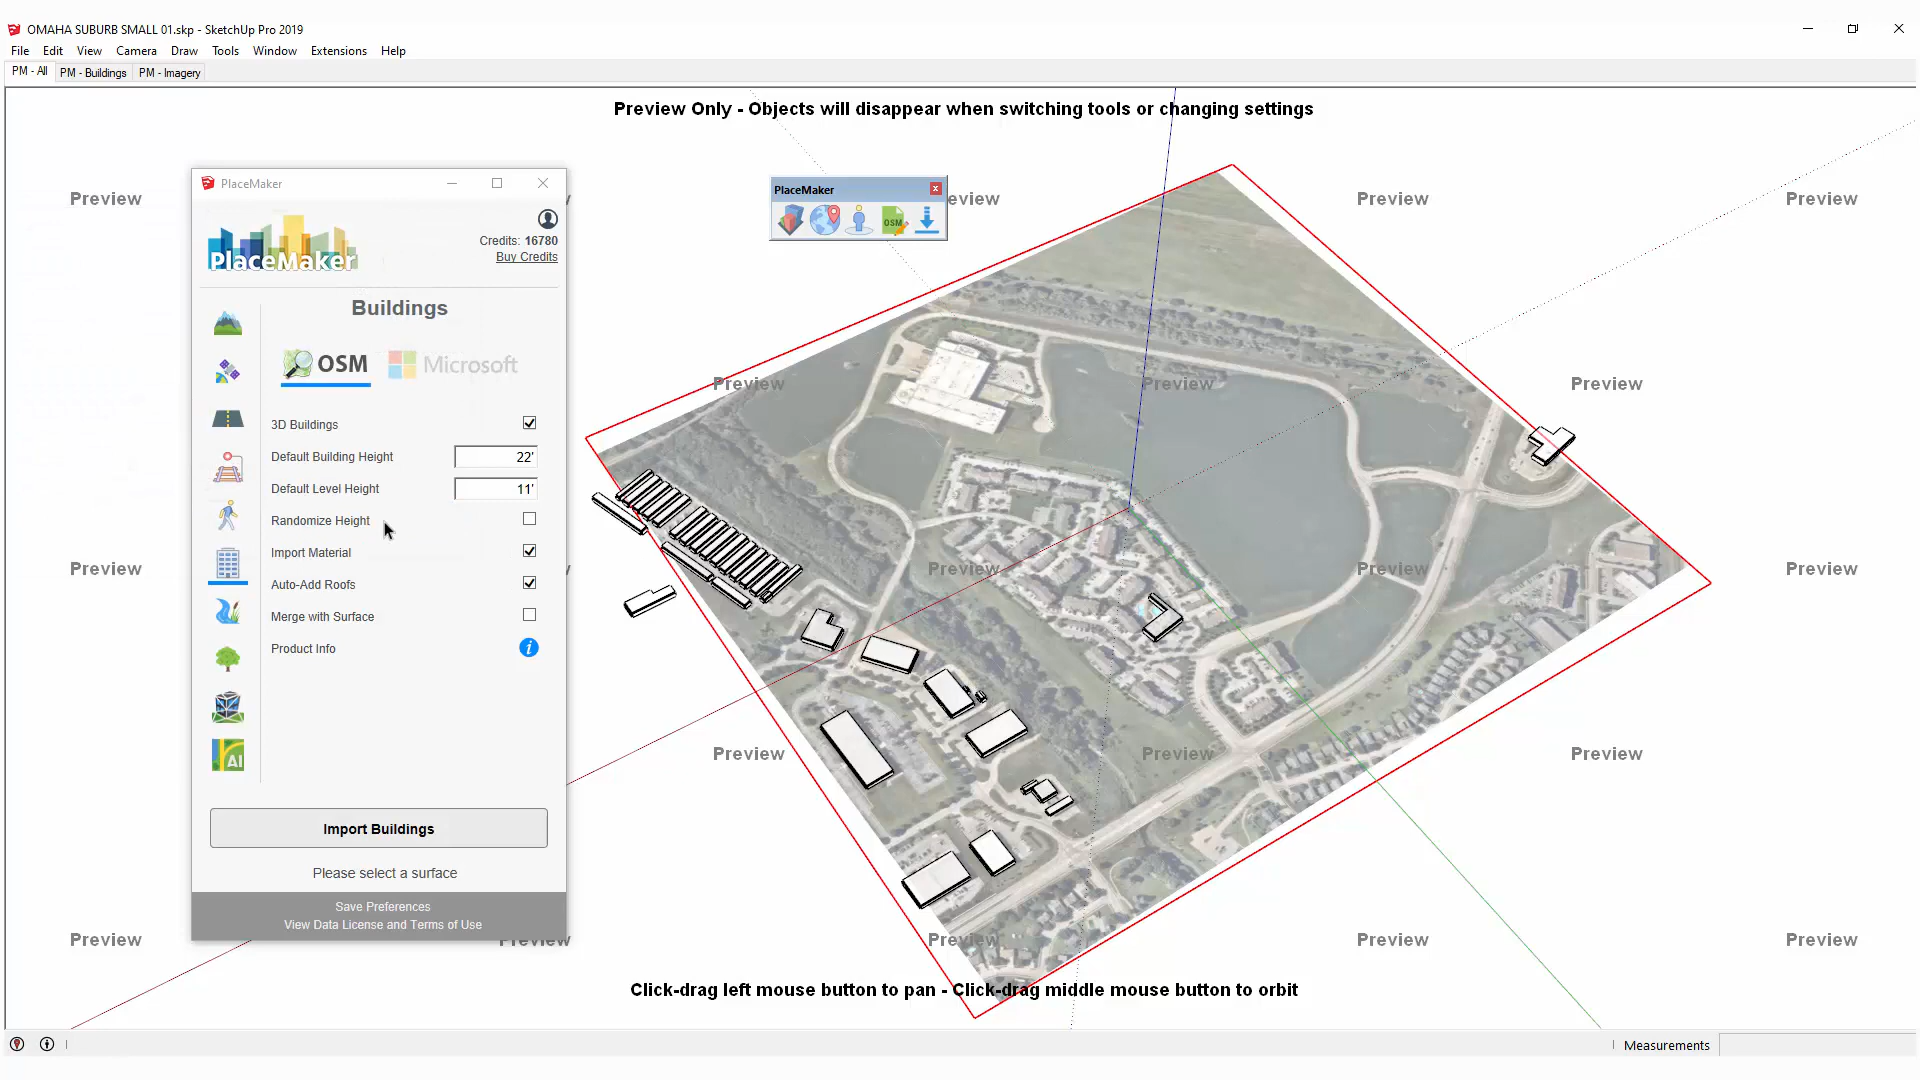 OMAHA SUBURB SMALL 01.skp - SketchUp Pro 2019
File Edit View Camera Draw Tools Window Extensions Help
PM - All PM - Buildings PM - Imagery
Preview Only - Objects will disappear when switching tools or changing settings
PlaceMaker
PlaceMaker
Credits: 16780
Buy Credits
Buildings
OSM Microsoft
3D Buildings
Default Building Height 22'
Default Level Height 11'
Randomize Height
Import Material
Auto-Add Roofs
Merge with Surface
Product Info i
AI
Import Buildings
Please select a surface
Save Preferences
View Data License and Terms of Use
PlaceMaker x
OSM
Preview eview Preview Preview
Preview Preview Preview
Preview Preview Preview Preview
Preview Preview Preview
Preview Preview Preview Preview Preview
Click-drag left mouse button to pan - Click-drag middle mouse button to orbit
Measurements